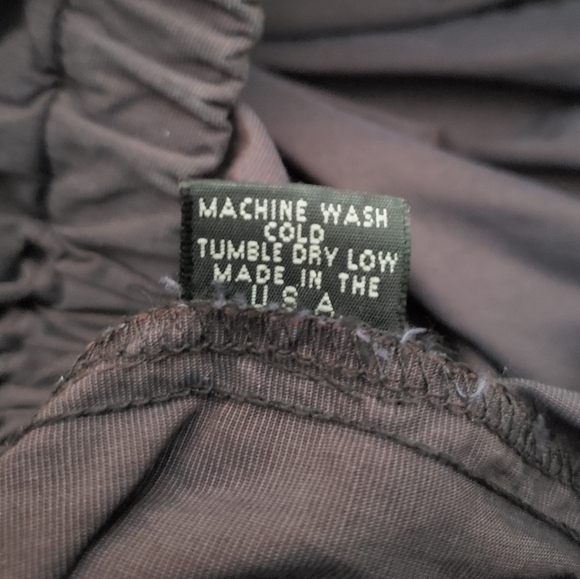 MACHINE WASH
COLD
TUMBLE DRY LOW
MADE IN THE
U S A